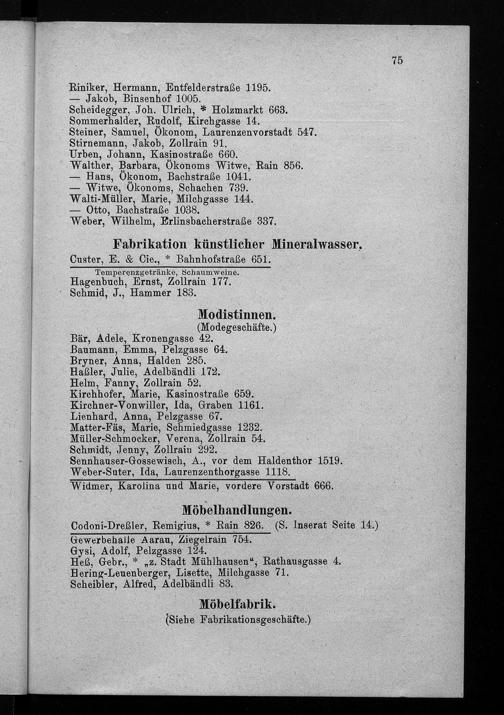 75
Riniker, Hermann, Entfelderstraße 1195.
— Jakob, Binsenhof 1005.
Scheidegger, Joh. Ulrich, * Holzmarkt 663.
Sommerhalder, Rudolf, Kirchgasse 14.
Steiner, Samuel, Ökonom, Laurenzenvorstadt 547.
Stirnemann, Jakob, Zollrain 91.
Urben, Johann, Kasinostraße 660.
Walther, Barbara, Ökonoms Witwe, Rain 856.
— Hans, Ökonom, Bachstraße 1041.
— Witwe, Ökonoms, Schachen 739.
Walti-Müller, Marie, Milchgasse 144.
— Otto, Bachstraße 1038.
Weber, Wilhelm, Erlinsbacherstraße 337.
Fabrikation künstlicher Mineralwasser.
Custer, E. & Cie., * Bahnhofstraße 651.
Temperenzgetränke, Schaumweine.
Hagenbuch, Ernst, Zollrain 177.
Schmid, J., Hammer 183.
Modistinnen.
(Modegeschäfte.)
Bär, Adele, Kronengasse 42.
Baumann, Emma, Pelzgasse 64.
Bryner, Anna, Halden 285.
Haßler, Julie, Adelbändli 172.
Helm, Fanny, Zollrain 52.
Kirchhofer, Marie, Kasinostraße 659.
Kirchner-Vonwiller, Ida, Graben 1161.
Lienhard, Anna, Pelzgasse 67.
Matter-Fäs, Marie, Schmiedgasse 1232.
Müller-Schmocker, Verena, Zollrain 54.
Schmidt, Jenny, Zollrain 292.
Sennhauser-Gossewisch, A., vor dem Haldenthor 1519.
Weber-Suter, Ida, Laurenzenthorgasse 1118.
Widmer, Karolina und Marie, vordere Vorstadt 666.
Möbelhandlungen.
Codoni-Dreßler, Remigius, * Rain 826. (S. Inserat Seite 14.)
Gewerbehalle Aarau, Ziegelrain 754.
Gysi, Adolf, Pelzgasse 124.
Heß, Gebr., * „z. Stadt Mühlhausen“, Rathausgasse 4.
Hering-Leuenberger, Lisette, Milchgasse 71.
Scheibler, Alfred, Adelbändli 83.
Möbelfabrik.
(Siehe Fabrikationsgeschäfte.)